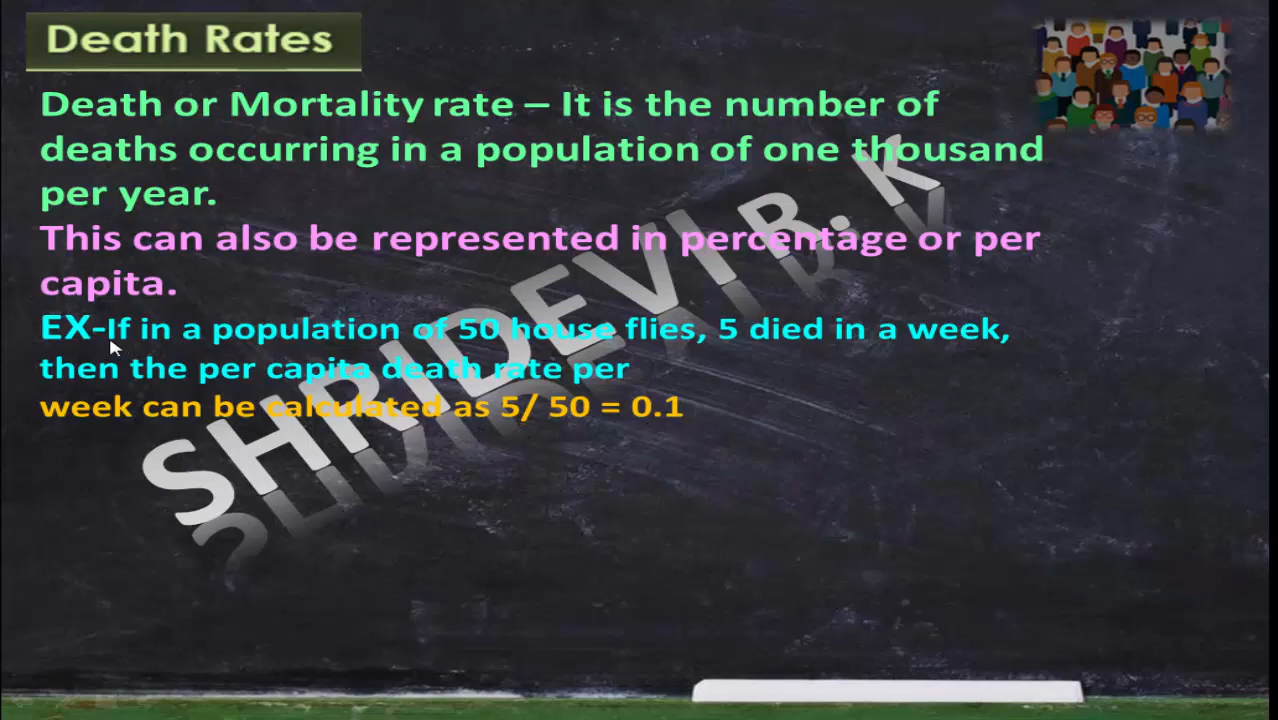 Death Rates
Death or Mortality rate – It is the number of
deaths occurring in a population of one thousand
per year.
This can also be represented in percentage or per
capita.
EX-If in a population of 50 house flies, 5 died in a week,
then the per capita death rate per
week can be calculated as 5/ 50 = 0.1
SHRIDEVI B. K